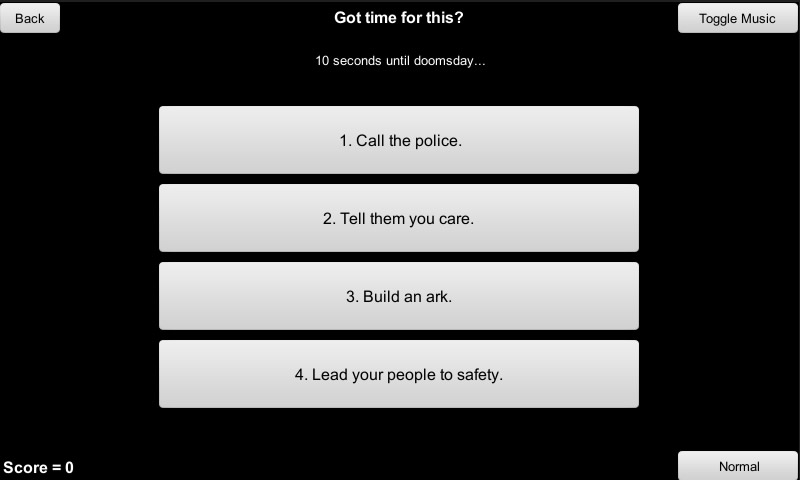 Back
Got time for this?
Toggle Music
10 seconds until doomsday...
1. Call the police.
2. Tell them you care.
3. Build an ark.
4. Lead your people to safety.
Score = 0
Normal